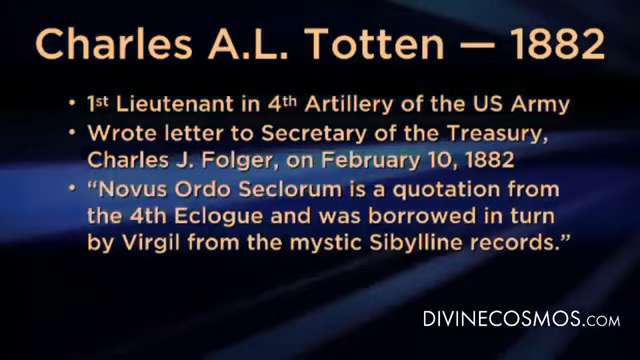 Charles A.L. Totten — 1882
• 1st Lieutenant in 4th Artillery of the US Army
• Wrote letter to Secretary of the Treasury,
Charles J. Folger, on February 10, 1882
• “Novus Ordo Seclorum is a quotation from
the 4th Eclogue and was borrowed in turn
by Virgil from the mystic Sibylline records.”
DIVINECOSMOS.COM